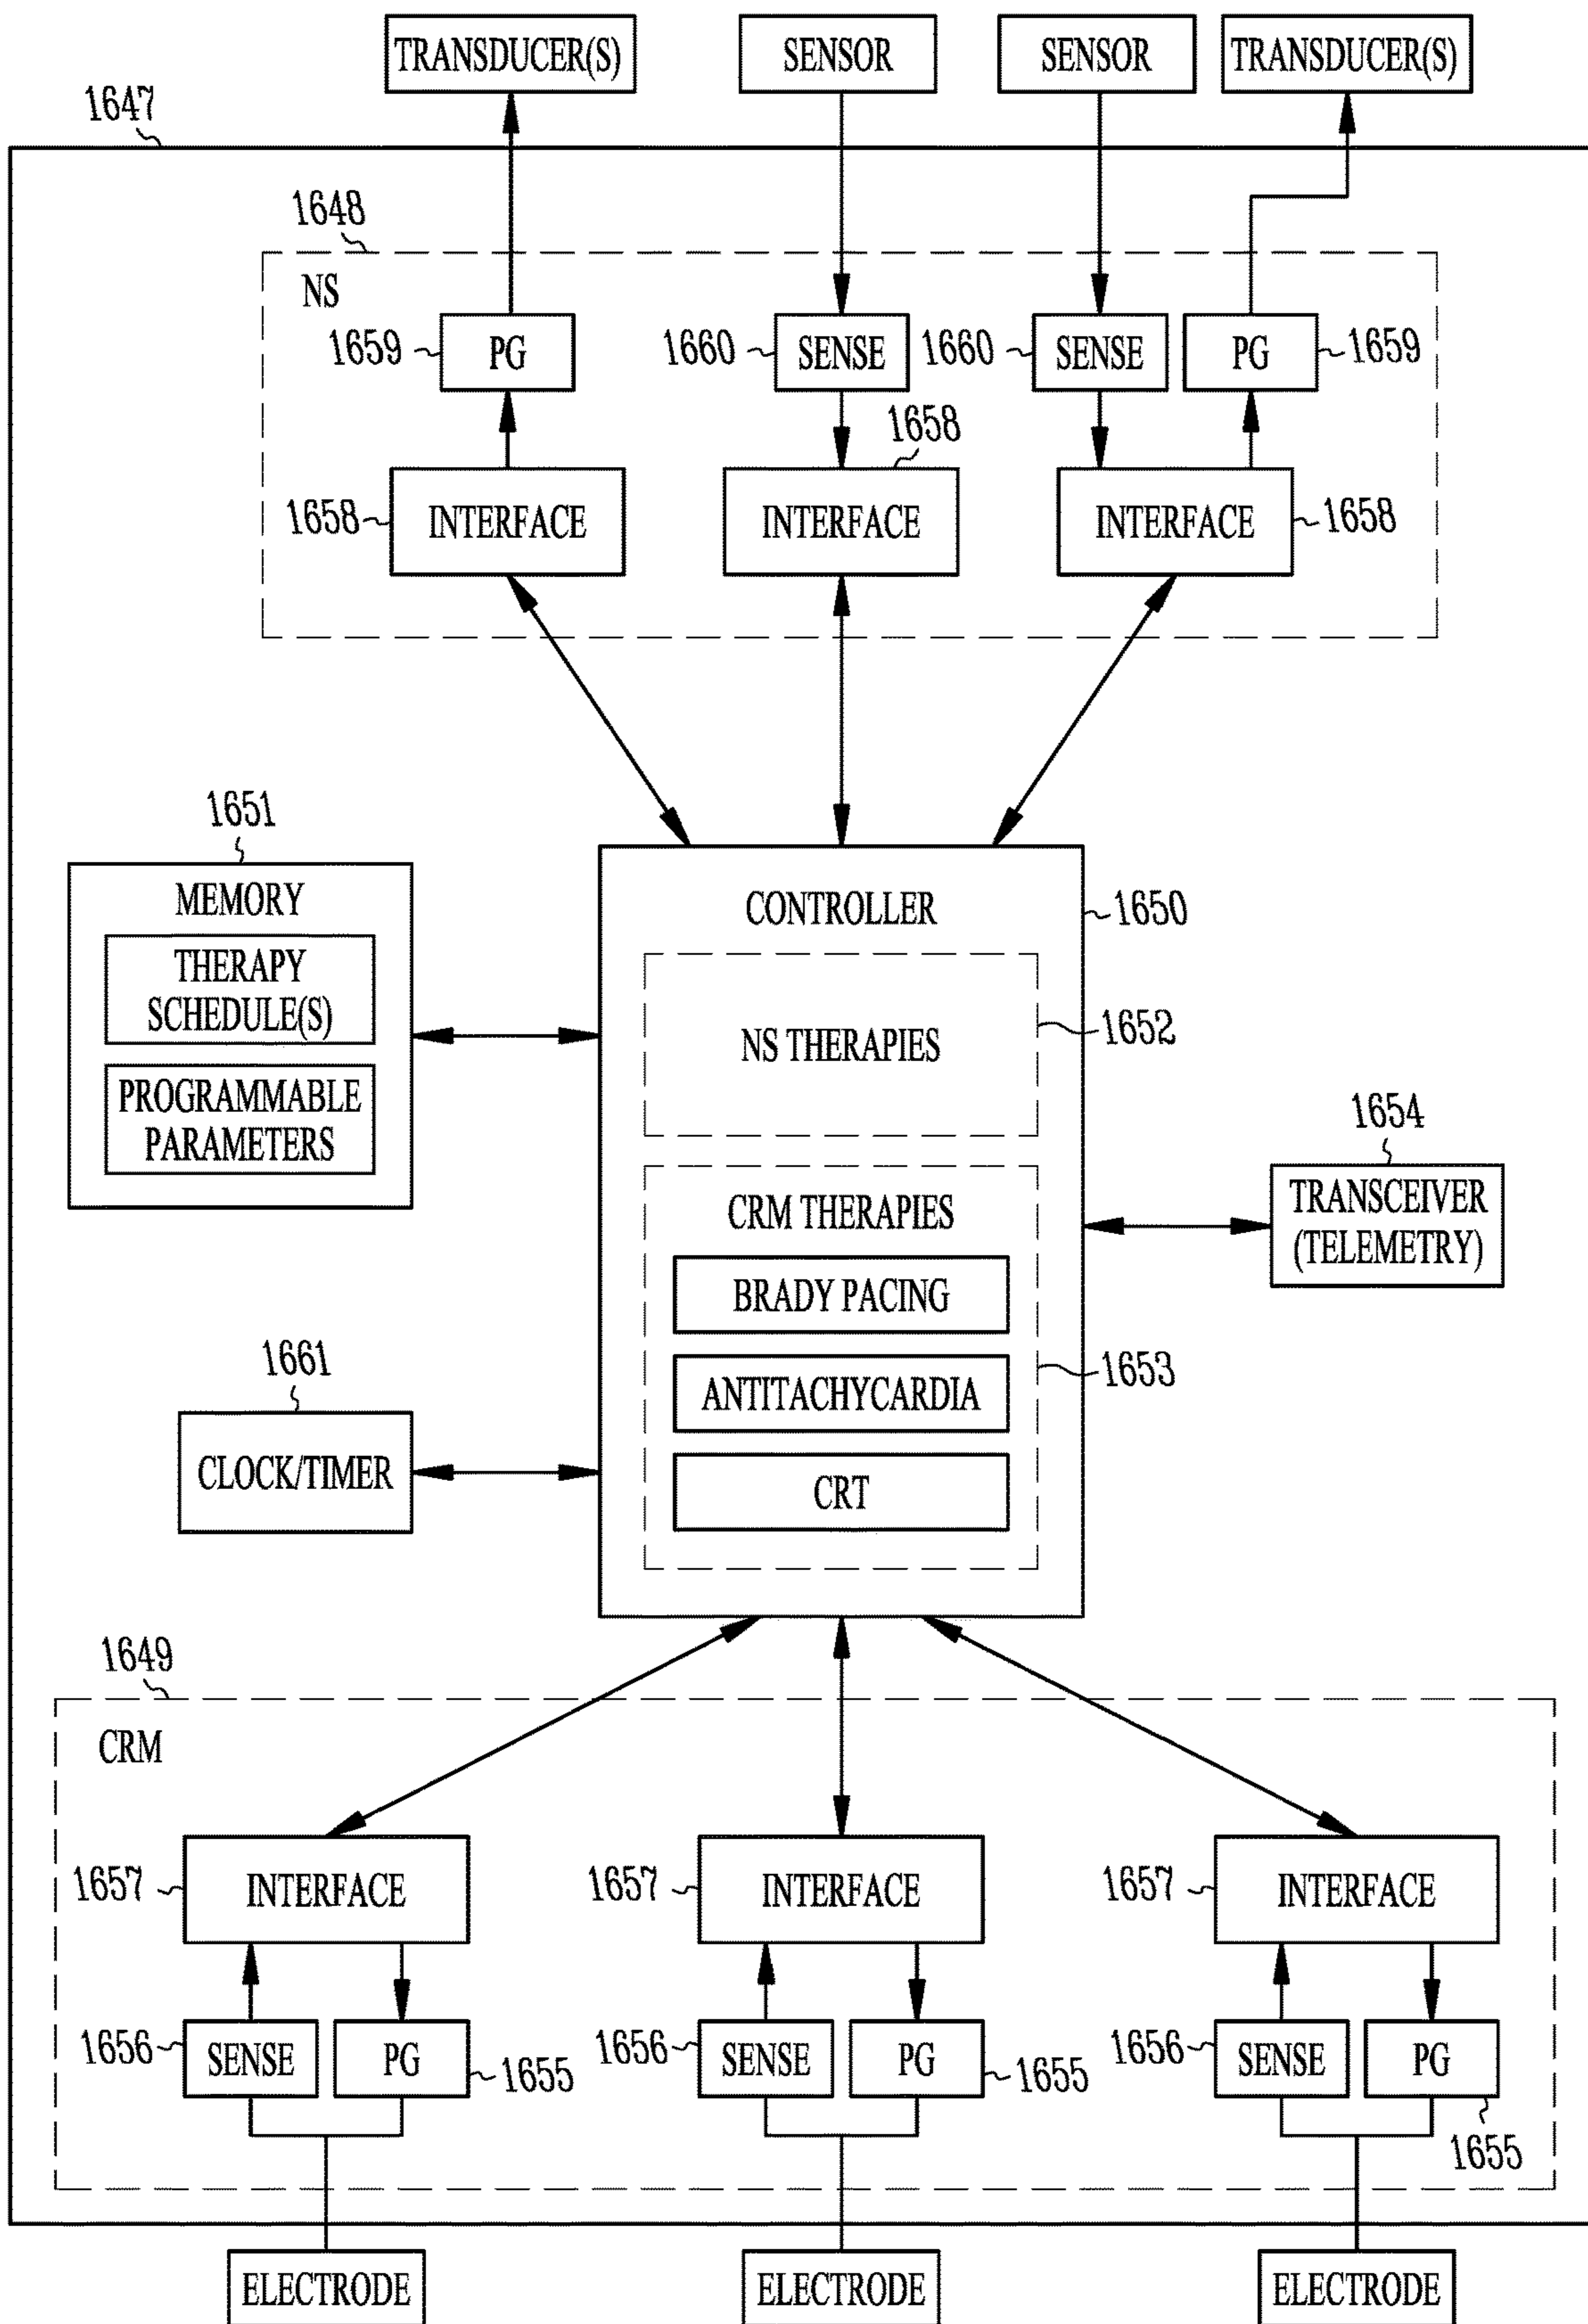 TRANSDUCER(S)
SENSOR
SENSOR
TRANSDUCER(S)
1647
1648
NS
1659
PG
1660
SENSE
1660
SENSE
PG
1659
1658
1658
INTERFACE
INTERFACE
INTERFACE
1658
1651
MEMORY
THERAPY
SCHEDULE(S)
PROGRAMMABLE
PARAMETERS
CONTROLLER
1650
NS THERAPIES
1652
1654
TRANSCEIVER
(TELEMETRY)
CRM THERAPIES
BRADY PACING
ANTITACHYCARDIA
CRT
1653
1661
CLOCK/TIMER
1649
CRM
1657
INTERFACE
1657
INTERFACE
1657
INTERFACE
1656
SENSE
PG
1655
1656
SENSE
PG
1655
1656
SENSE
PG
1655
ELECTRODE
ELECTRODE
ELECTRODE